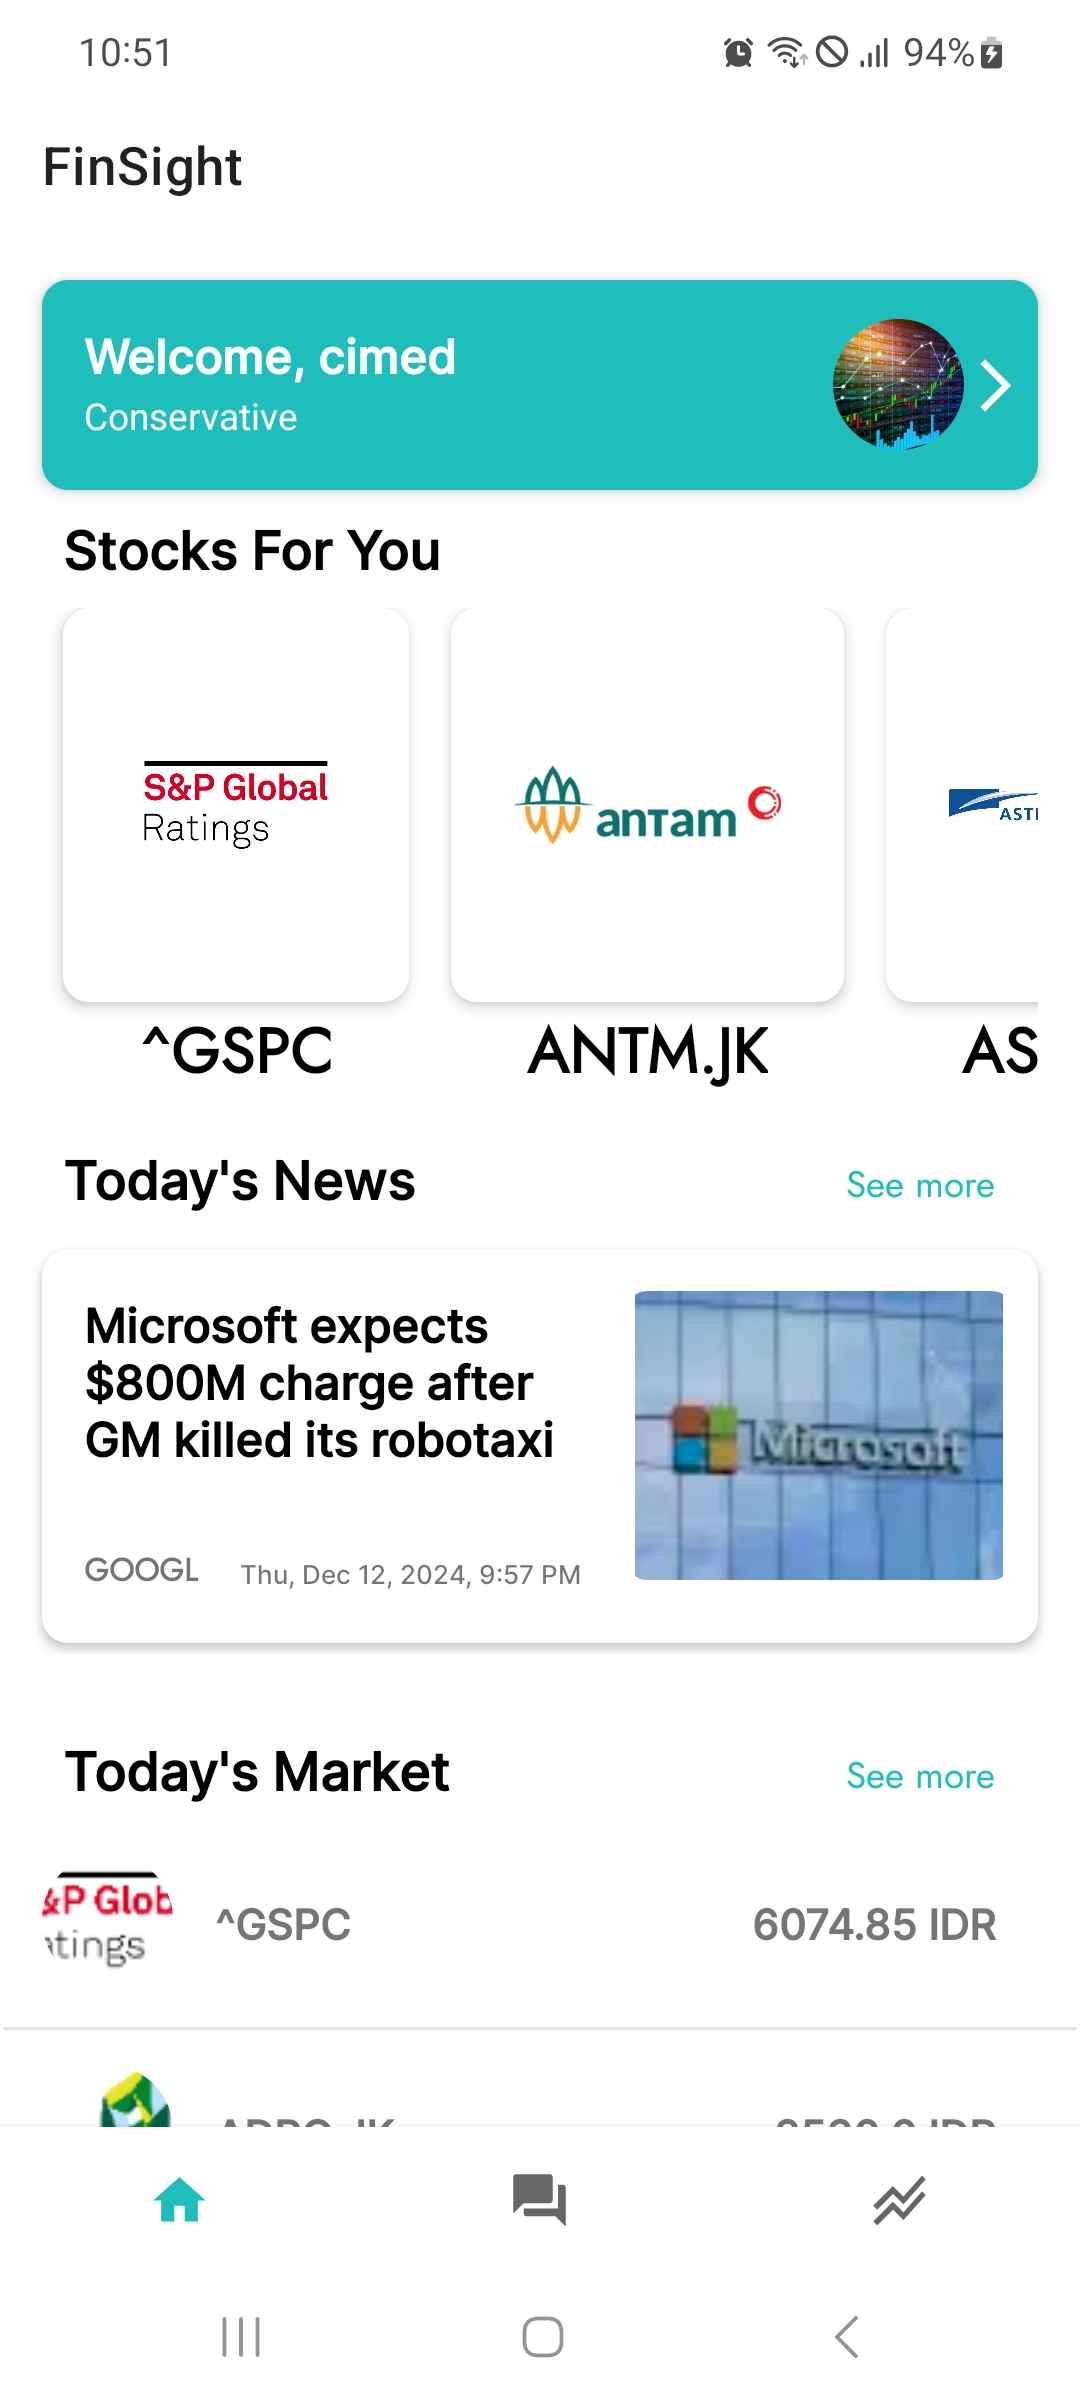 10:51
94%
FinSight
Welcome, cimed
Conservative
Stocks For You
S&P Global
Ratings
antam
ASTI
^GSPC
ANTM.JK
AS
Today's News
See more
Microsoft expects
$800M charge after
GM killed its robotaxi
Microsoft
GOOGL
Thu, Dec 12, 2024, 9:57 PM
Today's Market
See more
&P Glob
tings
^GSPC
6074.85 IDR